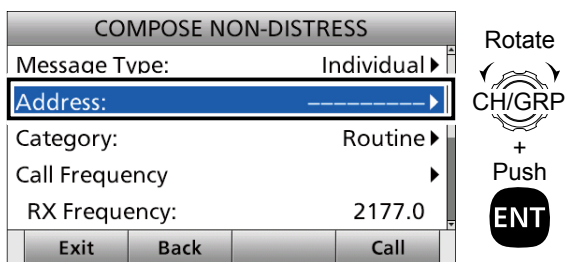 COMPOSE NON-DISTRESS
Message Type: Individual
Address: –––––––––
Category: Routine
Call Frequency
RX Frequency: 2177.0
Exit Back Call
Rotate
CH/GRP
+
Push
ENT